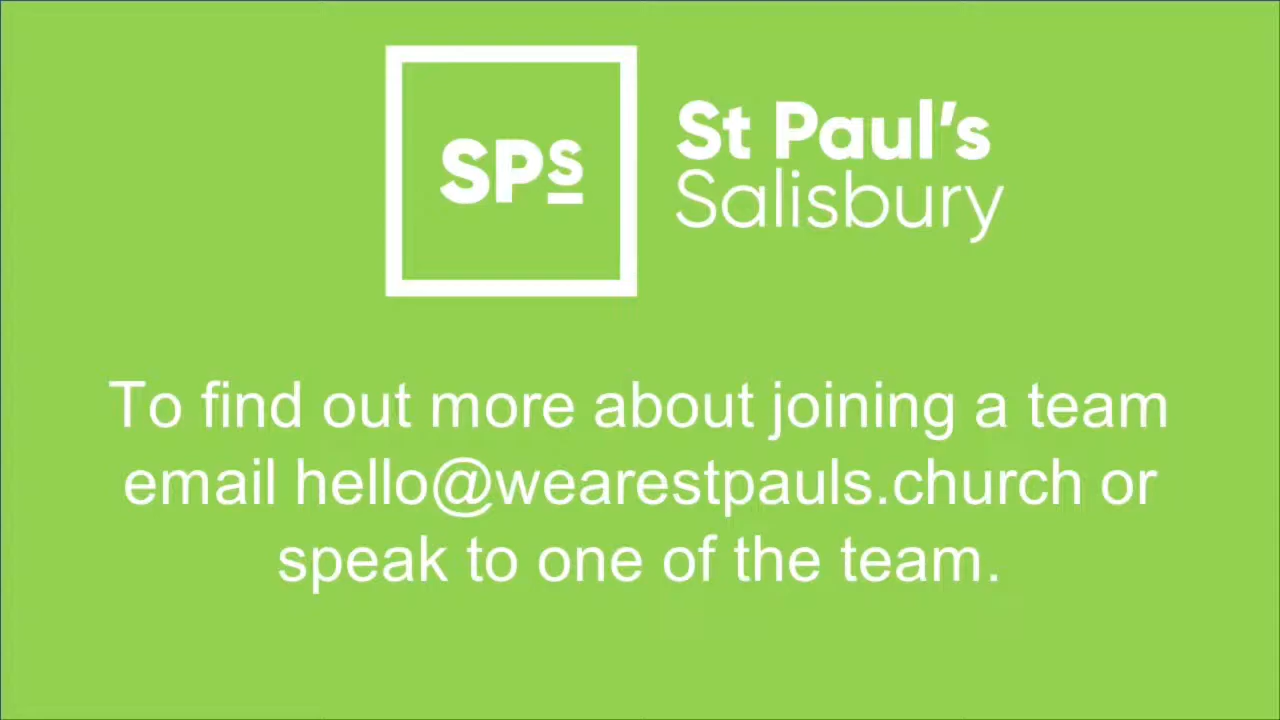 SPs
St Paul's
Salisbury
To find out more about joining a team
email hello@wearestpauls.church or
speak to one of the team.